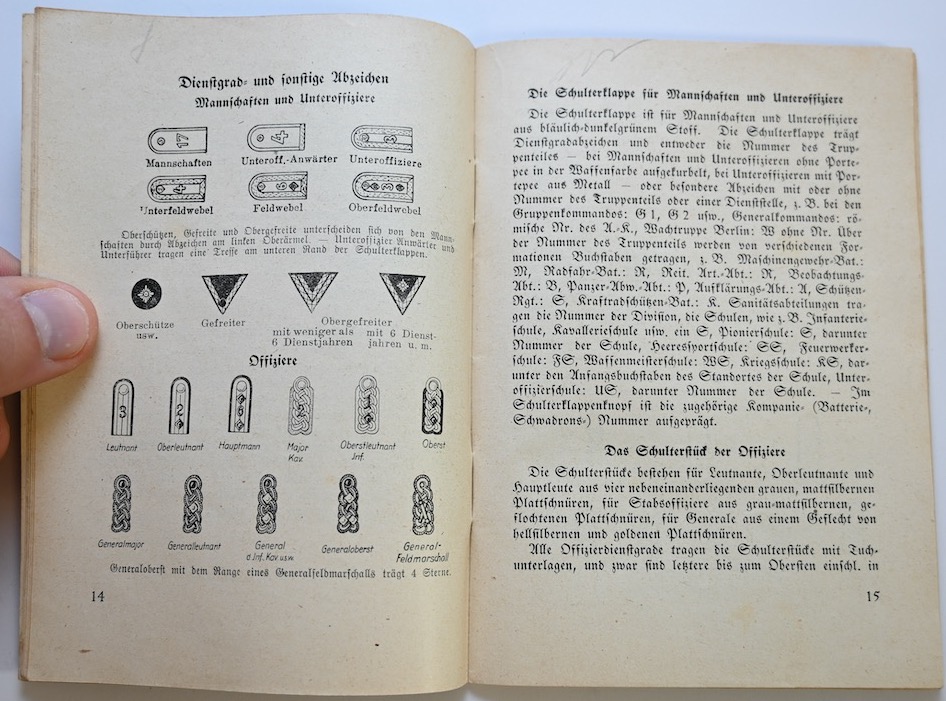 Dienstgrad- und sonstige Abzeichen
Mannschaften und Unteroffiziere
17 4 3
Mannschaften Unteroff.-Anwärter Unteroffiziere
4 3 3
Unterfeldwebel Feldwebel Oberfeldwebel
Oberschützen, Gefreite und Obergefreite unterscheiden sich von den Mann-
schaften durch Abzeichen am linken Oberärmel. — Unteroffizier Anwärter und
Unterführer tragen eine Tresse am unteren Rand der Schulterklappen.
Oberschütze Gefreiter Obergefreiter
usw. mit weniger als mit 6 Dienst-
6 Dienstjahren jahren u. m.
Offiziere
3 2
Leutnant Oberleutnant Hauptmann Major Oberstleutnant Oberst
Kav. Jnf.
Generalmajor Generalleutnant General Generaloberst General-
d. Jnf. Kav. usw. Feldmarschall
Generaloberst mit dem Range eines Generalfeldmarschalls trägt 4 Sterne.
14
Die Schulterklappe für Mannschaften und Unteroffiziere
Die Schulterklappe ist für Mannschaften und Unteroffiziere
aus bläulich-dunkelgrünem Stoff. Die Schulterklappe trägt
Dienstgradabzeichen und entweder die Nummer des Trup-
penteiles — bei Mannschaften und Unteroffizieren ohne Porte-
pee in der Waffenfarbe aufgekurbelt, bei Unteroffizieren mit Por-
tepee aus Metall — oder besondere Abzeichen mit oder ohne
Nummer des Truppenteils oder einer Dienststelle, z. B. bei den
Gruppenkommandos: G 1, G 2 usw., Generalkommandos: rö-
mische Nr. des A.-K., Wachtruppe Berlin: W ohne Nr. Über
der Nummer des Truppenteils werden von verschiedenen For-
mationen Buchstaben getragen, z. B. Maschinengewehr-Bat.:
M, Radfahr-Bat.: R, Reit. Art.-Abt.: R, Beobachtungs-
Abt.: B, Panzer-Abw.-Abt.: P, Aufklärungs-Abt.: A, Schützen-
Rgt.: S, Kraftradschützen-Bat.: K. Sanitätsabteilungen tra-
gen die Nummer der Division, die Schulen, wie z. B. Infanterie-
schule, Kavallerieschule usw. ein S, Pionierschule: S, darunter
Nummer der Schule, Heeressportschule: SS, Feuerwerker-
schule: FS, Waffenmeisterschule: WS, Kriegsschule: KS, dar-
unter den Anfangsbuchstaben des Standortes der Schule, Unter-
offizierschule: US, darunter Nummer der Schule. — Im
Schulterklappenknopf ist die zugehörige Kompanie- (Batterie-,
Schwadrons-) Nummer aufgeprägt.
Das Schulterstück der Offiziere
Die Schulterstücke bestehen für Leutnante, Oberleutnante und
Hauptleute aus vier nebeneinanderliegenden grauen, mattsilbernen
Plattschnüren, für Stabsoffiziere aus grau-mattsilbernen, ge-
flochtenen Plattschnüren, für Generale aus einem Geflecht von
hellsilbernen und goldenen Plattschnüren.
Alle Offizierdienstgrade tragen die Schulterstücke mit Tuch-
unterlagen, und zwar sind letztere bis zum Obersten einschl. in
15